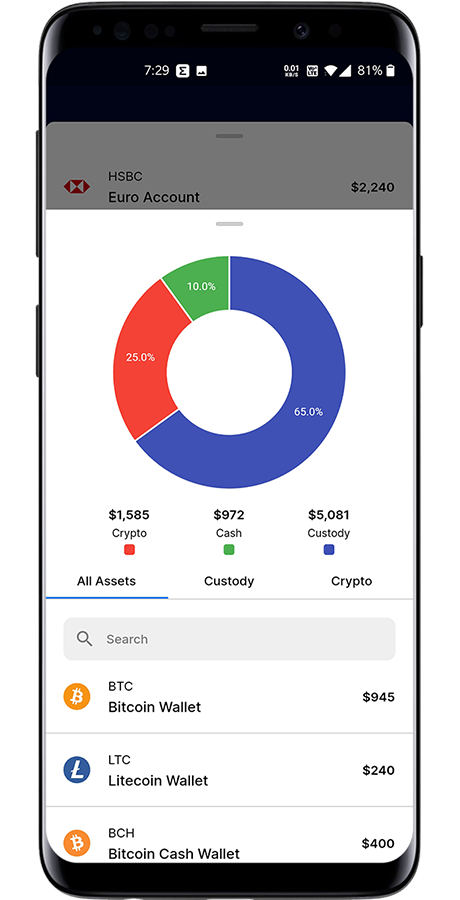 7:29
0.01
KB/S
81%
HSBC
Euro Account
$2,240
10.0%
25.0%
65.0%
$1,585
$972
$5,081
Crypto
Cash
Custody
All Assets
Custody
Crypto
Search
BTC
Bitcoin Wallet
$945
LTC
Litecoin Wallet
$240
BCH
Bitcoin Cash Wallet
$400